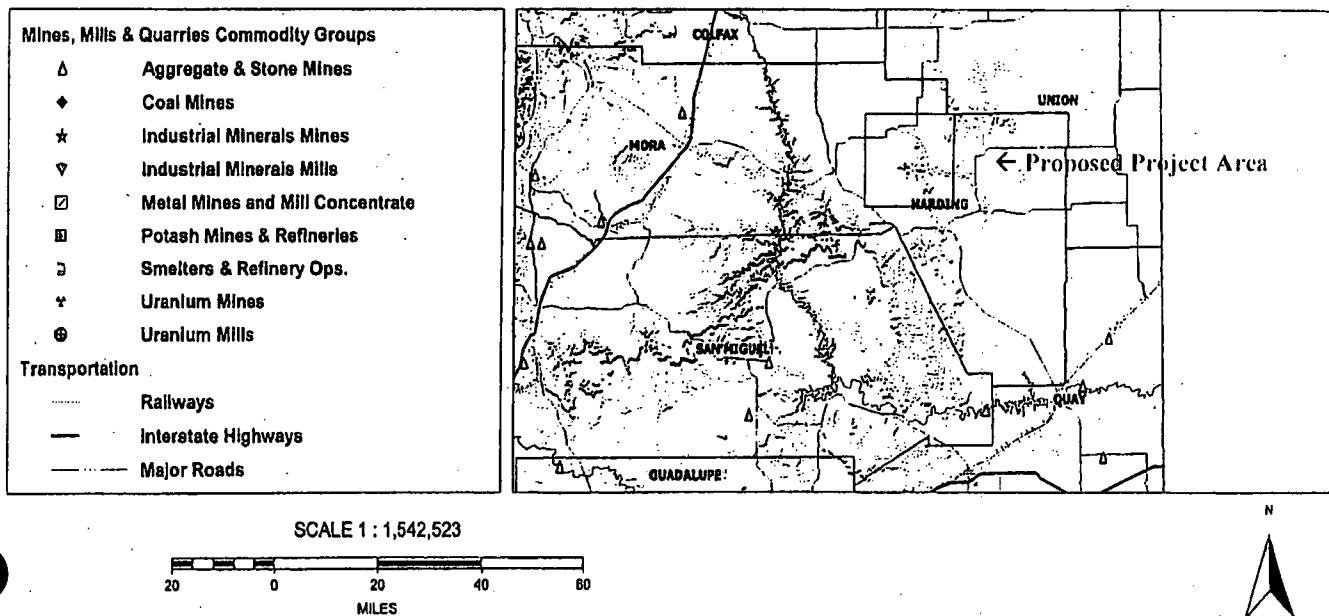 Mines, Mills & Quarries Commodity Groups
Aggregate & Stone Mines
Coal Mines
Industrial Minerals Mines
Industrial Minerals Mills
Metal Mines and Mill Concentrate
Potash Mines & Refineries
Smelters & Refinery Ops.
Uranium Mines
Uranium Mills
Transportation
Railways
Interstate Highways
Major Roads
COLFAX
UNION
MORA
← Proposed Project Area
HARDING
SAN MIGUEL
QUAY
GUADALUPE
SCALE 1 : 1,542,523
20 0 20 40 60
MILES
N